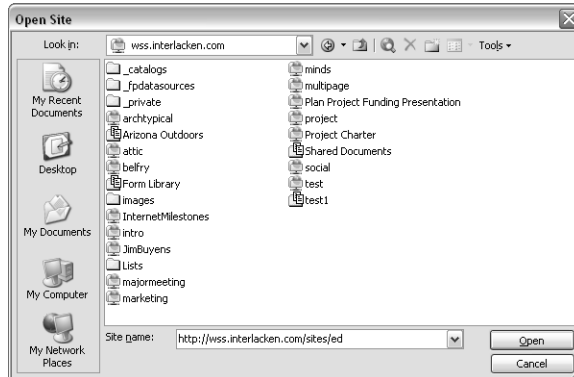 Open Site
Look in:
wss.interlacken.com
Tools
My Recent
Documents
Desktop
My Documents
My Computer
My Network
Places
_catalogs
_fpdatasources
_private
archtypical
Arizona Outdoors
attic
belfry
Form Library
images
InternetMilestones
intro
JimBuyens
Lists
majormeeting
marketing
minds
multipage
Plan Project Funding Presentation
project
Project Charter
Shared Documents
social
test
test1
Site name:
http://wss.interlacken.com/sites/ed
Open
Cancel